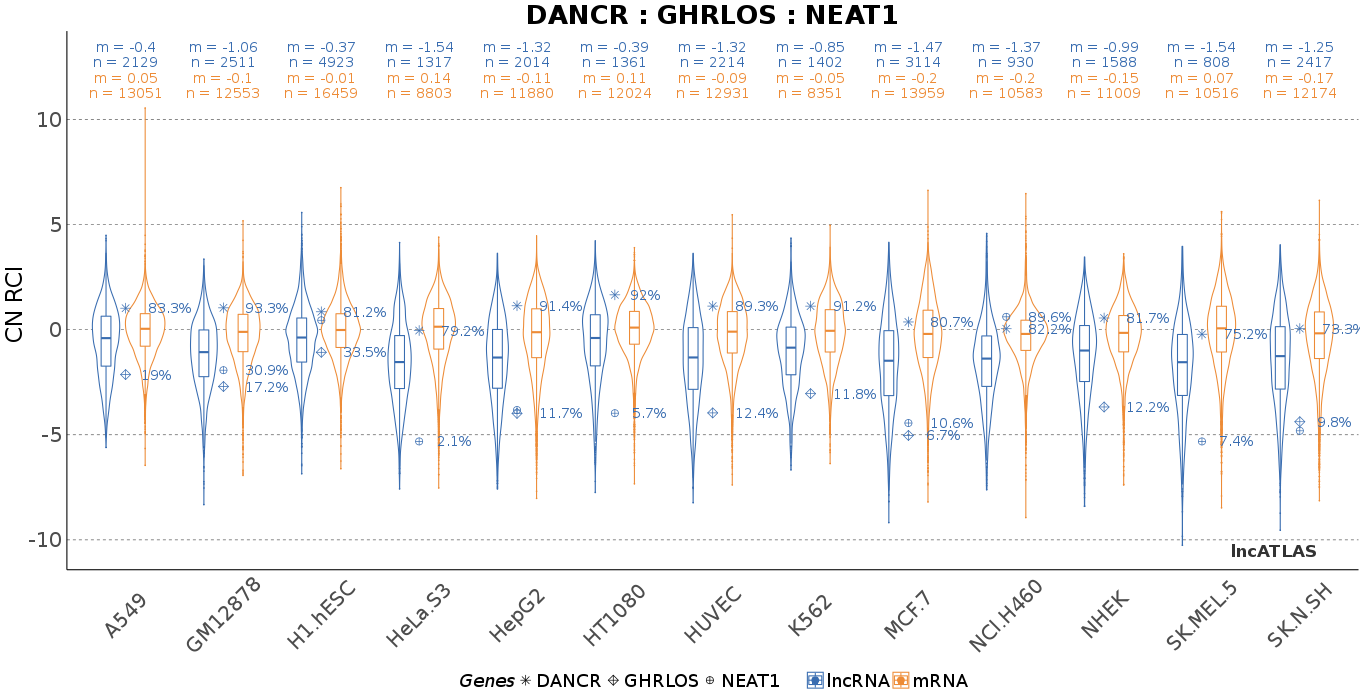 DANCR : GHRLOS : NEAT1
m = -0.4 m = -1.06 m = -0.37 m = -1.54 m = -1.32 m = -0.39 m = -1.32 m = -0.85 m = -1.47 m = -1.37 m = -0.99 m = -1.54 m = -1.25
n = 2129 n = 2511 n = 4923 n = 1317 n = 2014 n = 1361 n = 2214 n = 1402 n = 3114 n = 930 n = 1588 n = 808 n = 2417
m = 0.05 m = -0.1 m = -0.01 m = 0.14 m = -0.11 m = 0.11 m = -0.09 m = -0.05 m = -0.2 m = -0.2 m = -0.15 m = 0.07 m = -0.17
n = 13051 n = 12553 n = 16459 n = 8803 n = 11880 n = 12024 n = 12931 n = 8351 n = 13959 n = 10583 n = 11009 n = 10516 n = 12174
10
5
0
-5
-10
CN RCI
83.3% 93.3% 81.2% 79.2% 91.4% 92% 89.3% 91.2% 80.7% 89.6% 81.7% 75.2% 73.3%
82.2%
19% 30.9% 33.5% 2.1% 11.7% 5.7% 12.4% 11.8% 10.6% 12.2% 7.4% 9.8%
17.2% 6.7%
lncATLAS
A549 GM12878 H1.hESC HeLa.S3 HepG2 HT1080 HUVEC K562 MCF.7 NCI.H460 NHEK SK.MEL.5 SK.N.SH
Genes DANCR GHRLOS NEAT1 lncRNA mRNA